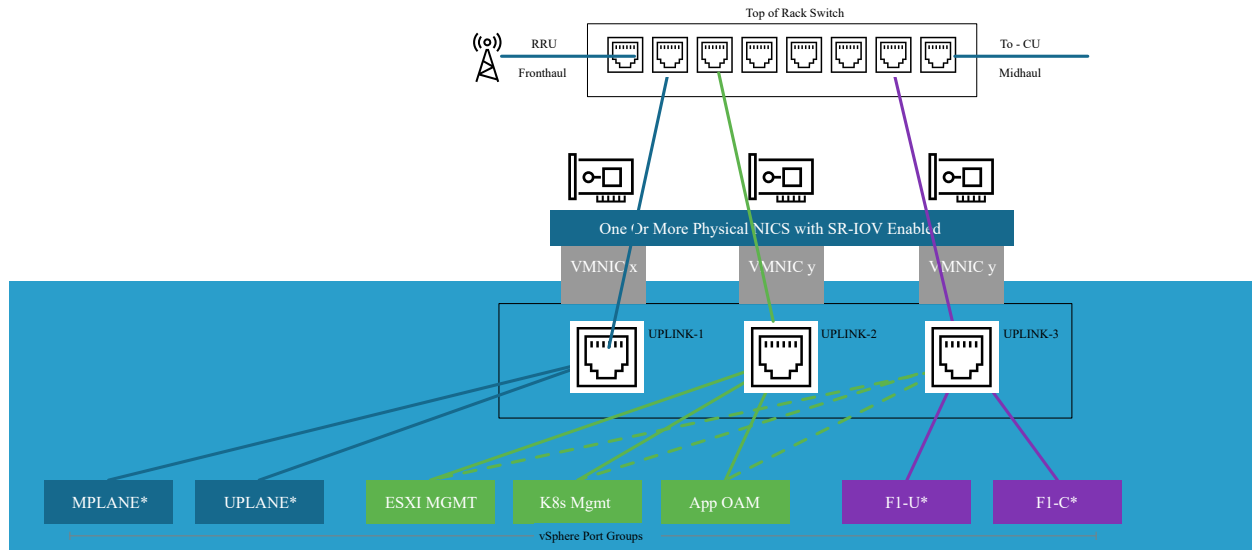 Top of Rack Switch
RRU
Fronthaul
To - CU
Midhaul
One Or More Physical NICS with SR-IOV Enabled
VMNIC x
VMNIC y
VMNIC y
UPLINK-1
UPLINK-2
UPLINK-3
MPLANE*
UPLANE*
ESXI MGMT
K8s Mgmt
App OAM
F1-U*
F1-C*
vSphere Port Groups